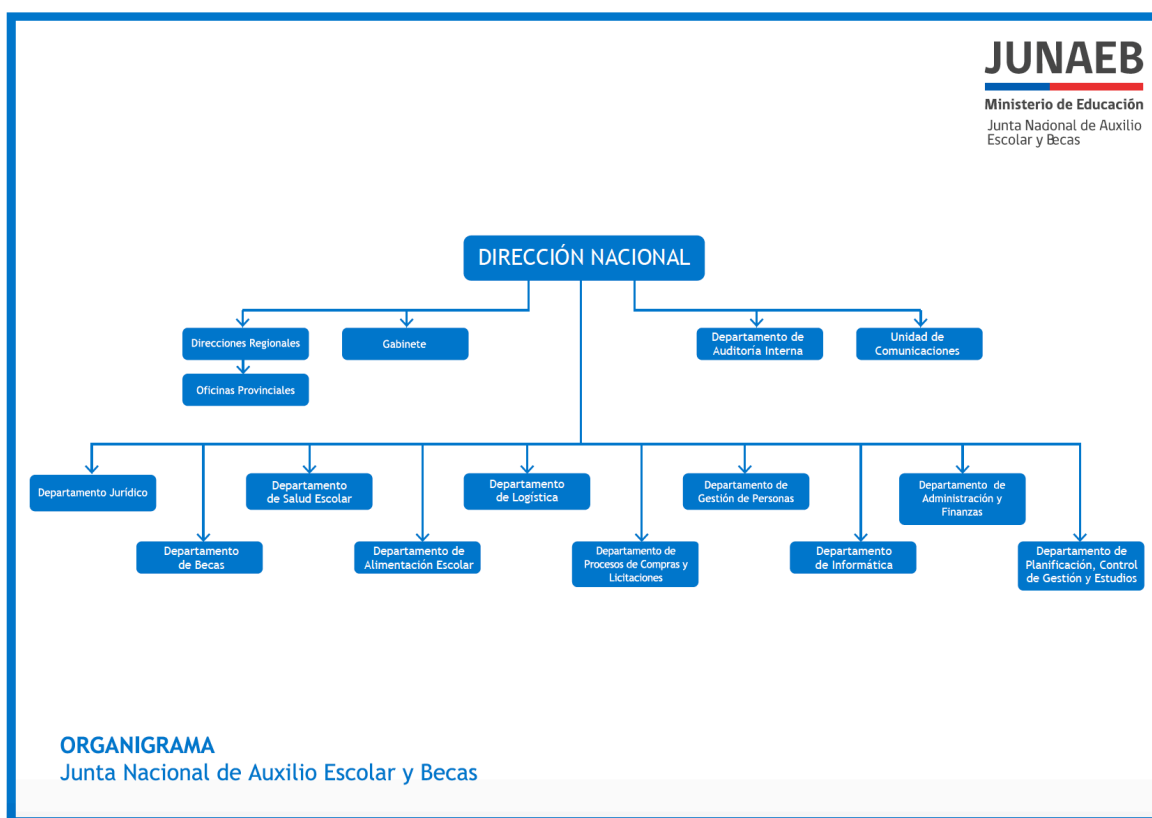 JUNAEB
Ministerio de Educación
Junta Nacional de Auxilio
Escolar y Becas
DIRECCIÓN NACIONAL
Direcciones Regionales
Gabinete
Departamento de
Auditoría Interna
Unidad de
Comunicaciones
Oficinas Provinciales
Departamento Jurídico
Departamento
de Salud Escolar
Departamento
de Logística
Departamento de
Gestión de Personas
Departamento de
Administración y
Finanzas
Departamento
de Becas
Departamento de
Alimentación Escolar
Departamento de
Procesos de Compras y
Licitaciones
Departamento
de Informática
Departamento de
Planificación, Control
de Gestión y Estudios
ORGANIGRAMA
Junta Nacional de Auxilio Escolar y Becas